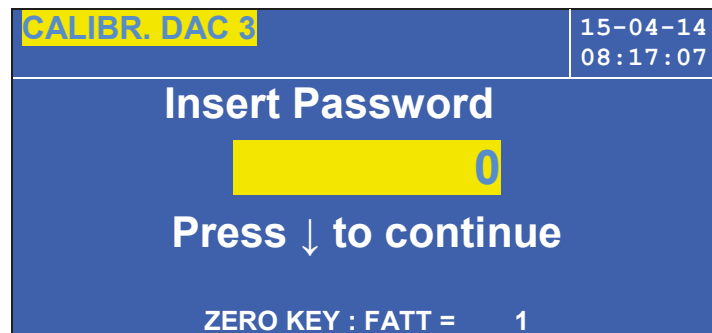 CALIBR. DAC 3
15-04-14
08:17:07
Insert Password
0
Press ↓ to continue
ZERO KEY : FATT = 1